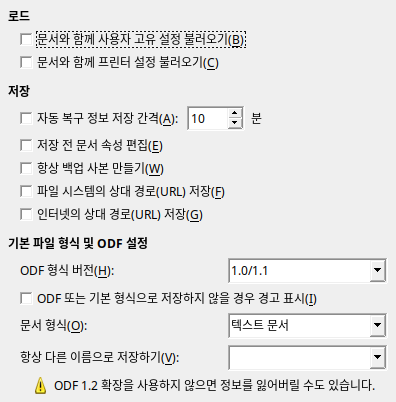 로드
문서와 함께 사용자 고유 설정 불러오기(B)
문서와 함께 프린터 설정 불러오기(C)
저장
자동 복구 정보 저장 간격(A): 10 분
저장 전 문서 속성 편집(E)
항상 백업 사본 만들기(W)
파일 시스템의 상대 경로(URL) 저장(F)
인터넷의 상대 경로(URL) 저장(G)
기본 파일 형식 및 ODF 설정
ODF 형식 버전(H): 1.0/1.1
ODF 또는 기본 형식으로 저장하지 않을 경우 경고 표시(I)
문서 형식(O): 텍스트 문서
항상 다른 이름으로 저장하기(V):
ODF 1.2 확장을 사용하지 않으면 정보를 잃어버릴 수도 있습니다.